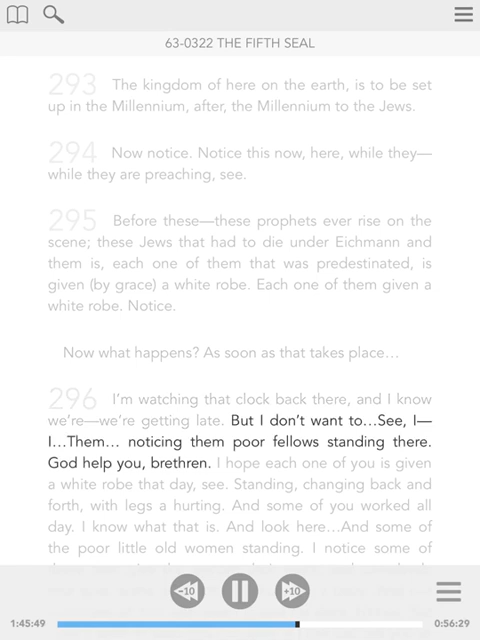 63-0322 THE FIFTH SEAL
293 The kingdom of here on the earth, is to be set
up in the Millennium, after, the Millennium to the Jews.
294 Now notice. Notice this now, here, while they—
while they are preaching, see.
295 Before these—these prophets ever rise on the
scene; these Jews that had to die under Eichmann and
them is, each one of them that was predestinated, is
given (by grace) a white robe. Each one of them given a
white robe. Notice.
Now what happens? As soon as that takes place…
296 I’m watching that clock back there, and I know
we’re—we’re getting late. But I don’t want to…See, I—
I…Them… noticing them poor fellows standing there.
God help you, brethren. I hope each one of you is given
a white robe that day, see. Standing, changing back and
forth, with legs a hurting. And some of you worked all
day. I know what that is. And look here…And some of
the poor little old women standing. I notice some of
-10
+10
1:45:49
0:56:29